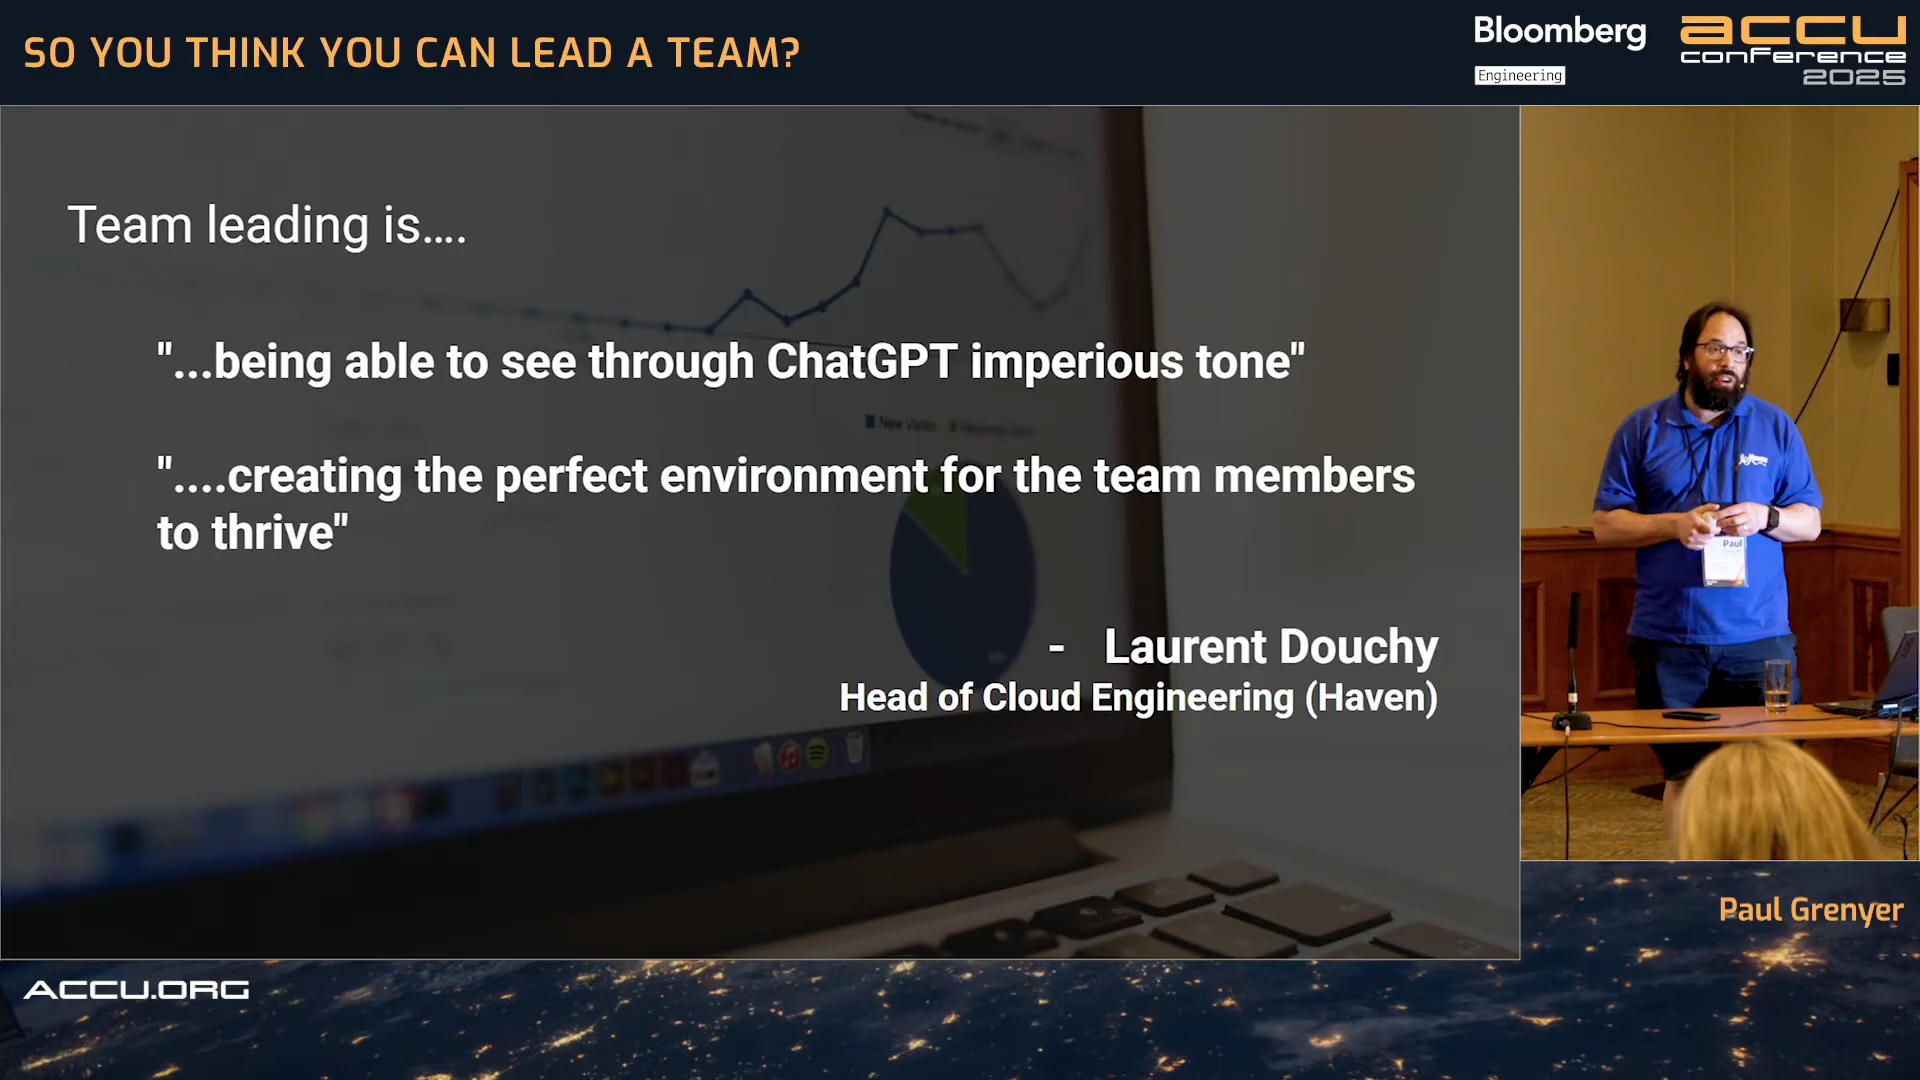 SO YOU THINK YOU CAN LEAD A TEAM?
Bloomberg
Engineering
accu
conference
2025
Team leading is....
"...being able to see through ChatGPT imperious tone"
New Visitor
"....creating the perfect environment for the team members
to thrive"
- Laurent Douchy
Head of Cloud Engineering (Haven)
Paul
Paul Grenyer
ACCU.ORG